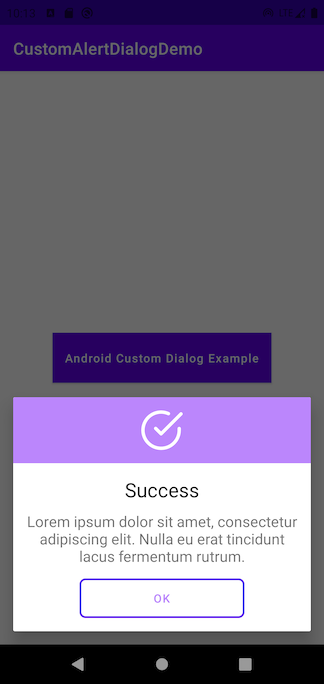 CustomAlertDialogDemo
Android Custom Dialog Example
Success
Lorem ipsum dolor sit amet, consectetur
adipiscing elit. Nulla eu erat tincidunt
lacus fermentum rutrum.
OK